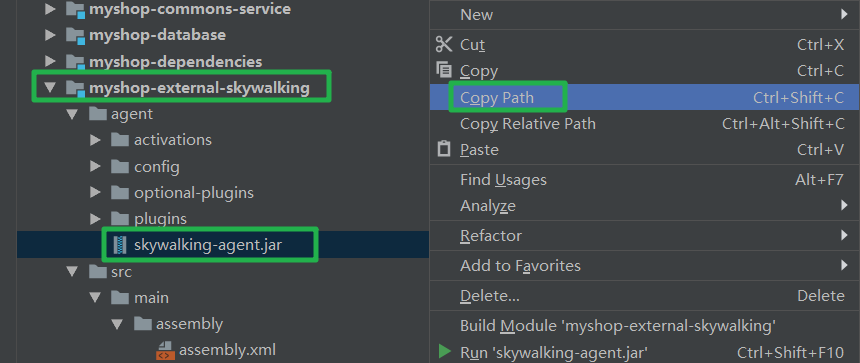 myshop-commons-service
myshop-database
myshop-dependencies
myshop-external-skywalking
agent
activations
config
optional-plugins
plugins
skywalking-agent.jar
src
main
assembly
assembly.xml
New
Cut Ctrl+X
Copy Ctrl+C
Copy Path Ctrl+Shift+C
Copy Relative Path Ctrl+Alt+Shift+C
Paste Ctrl+V
Find Usages Alt+F7
Analyze
Refactor
Add to Favorites
Delete... Delete
Build Module 'myshop-external-skywalking'
Run 'skywalking-agent.jar' Ctrl+Shift+F10